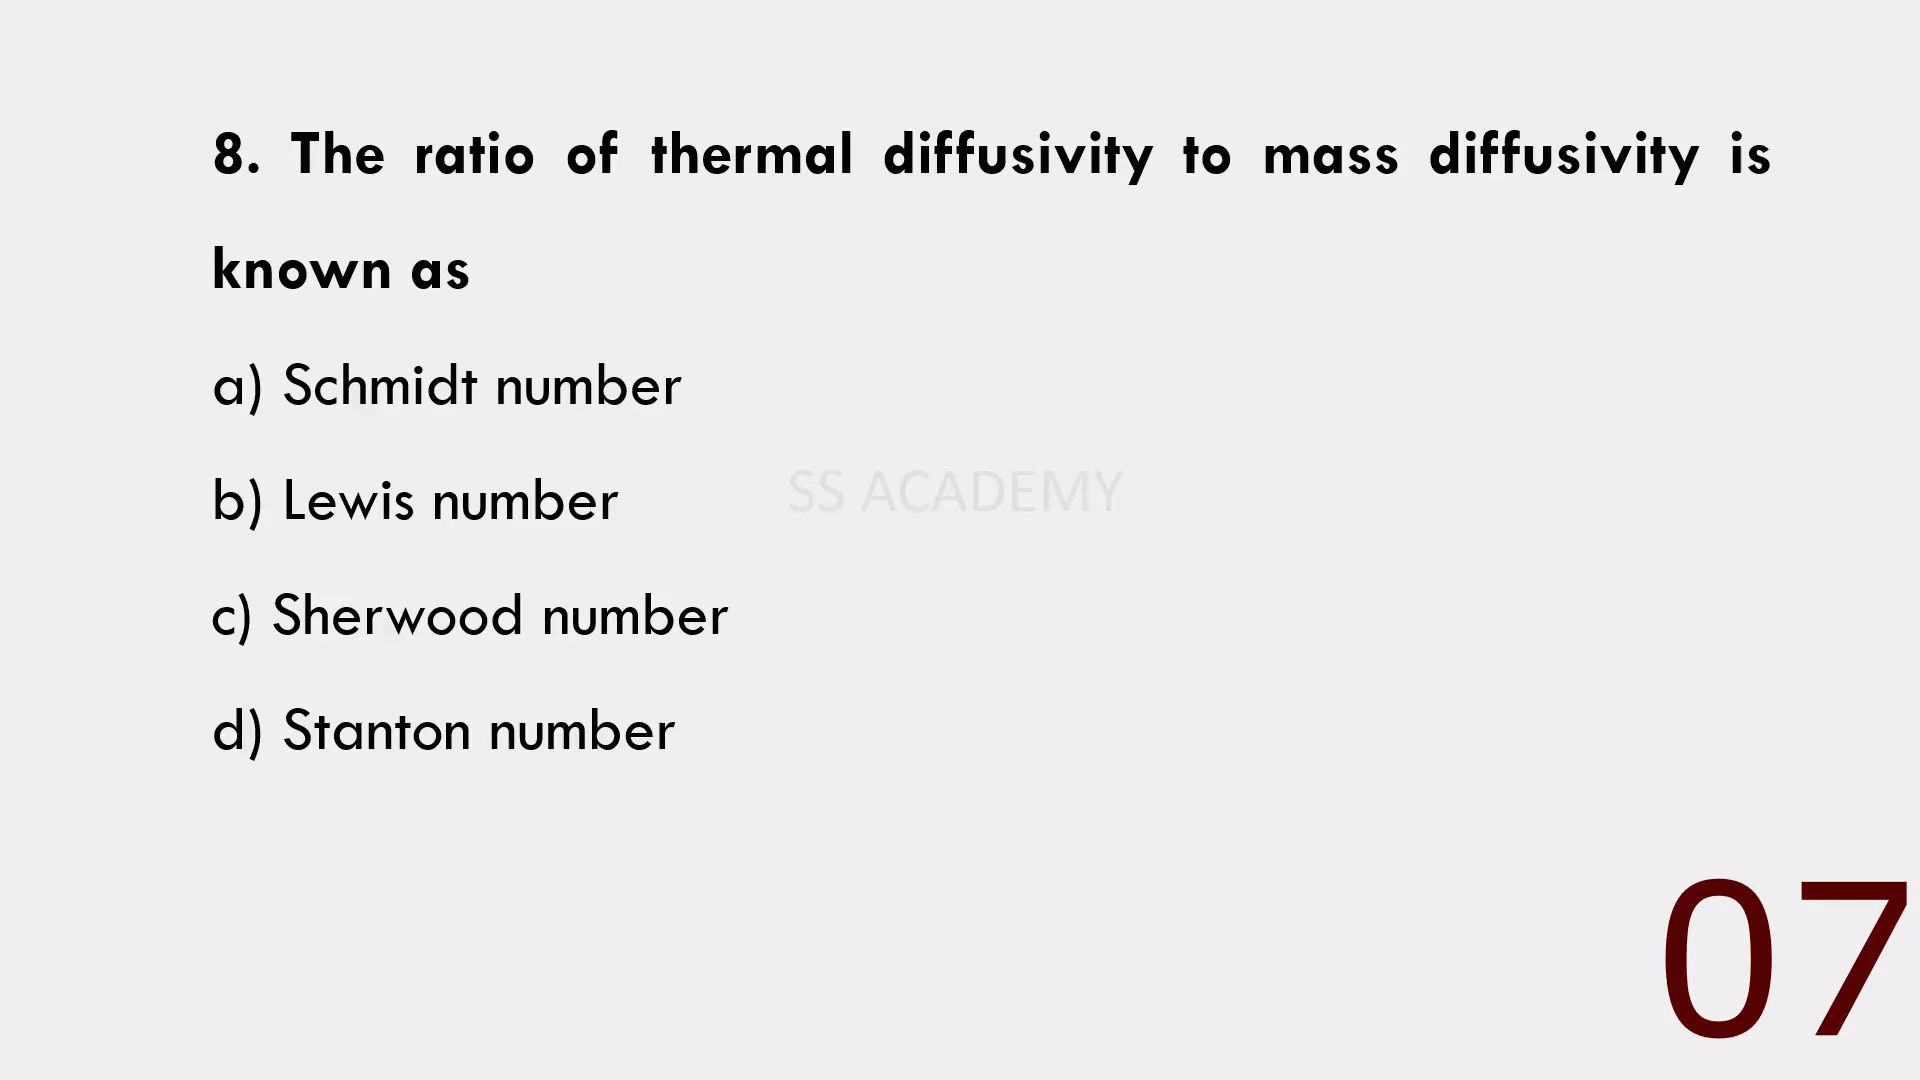 8. The ratio of thermal diffusivity to mass diffusivity is
known as
a) Schmidt number
b) Lewis number
SS ACADEMY
c) Sherwood number
d) Stanton number
07